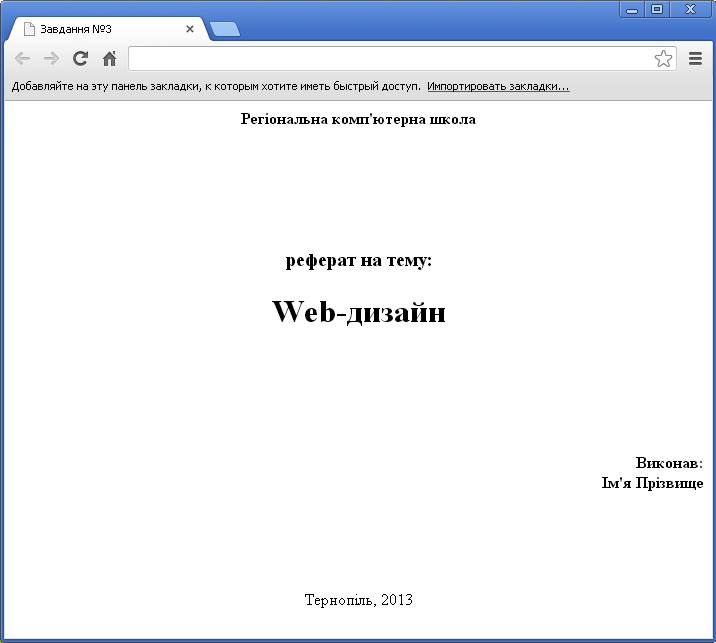 Завдання №3
Добавляйте на эту панель закладки, к которым хотите иметь быстрый доступ. Импортировать закладки...
Регіональна комп'ютерна школа
реферат на тему:
Web-дизайн
Виконав:
Ім'я Прізвище
Тернопіль, 2013